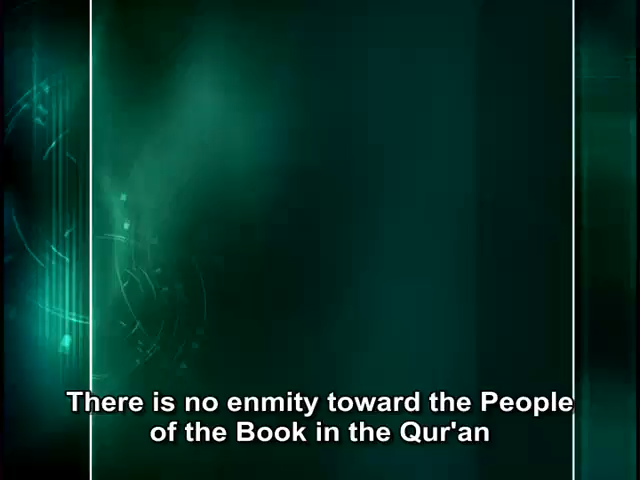 There is no enmity toward the People
of the Book in the Qur'an